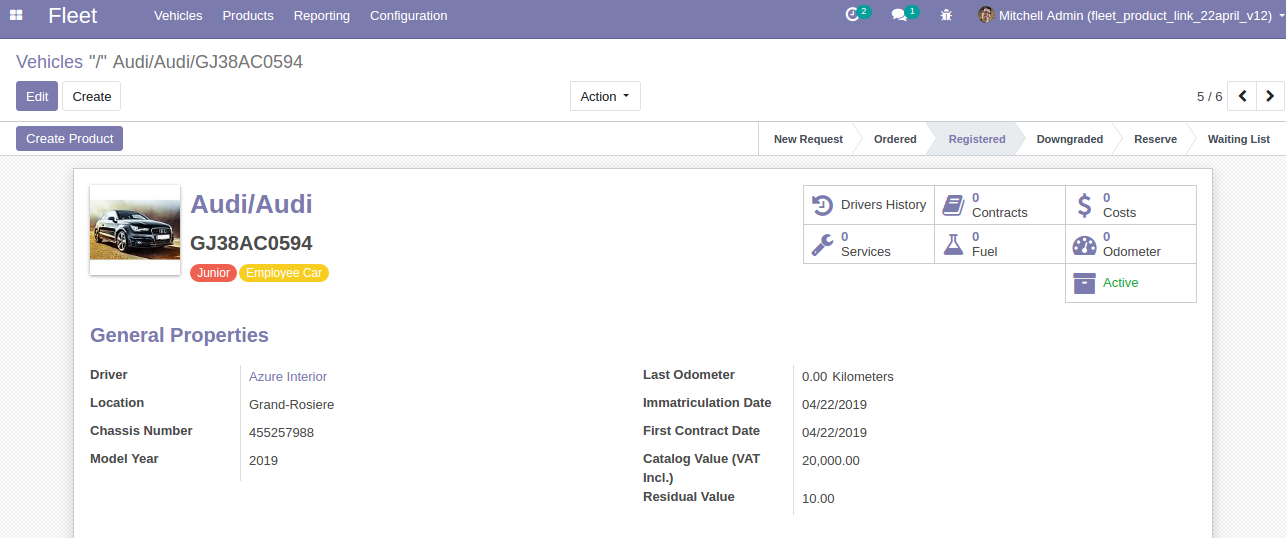 Fleet Vehicles Products Reporting Configuration 2 1 Mitchell Admin (fleet_product_link_22april_v12)
Vehicles "/" Audi/Audi/GJ38AC0594
Edit Create Action 5 / 6
Create Product New Request Ordered Registered Downgraded Reserve Waiting List
Audi/Audi
GJ38AC0594
Junior Employee Car
Drivers History 0 Contracts 0 Costs
0 Services 0 Fuel 0 Odometer
Active
General Properties
Driver Azure Interior
Location Grand-Rosiere
Chassis Number 455257988
Model Year 2019
Last Odometer 0.00 Kilometers
Immatriculation Date 04/22/2019
First Contract Date 04/22/2019
Catalog Value (VAT 20,000.00
Incl.)
Residual Value 10.00